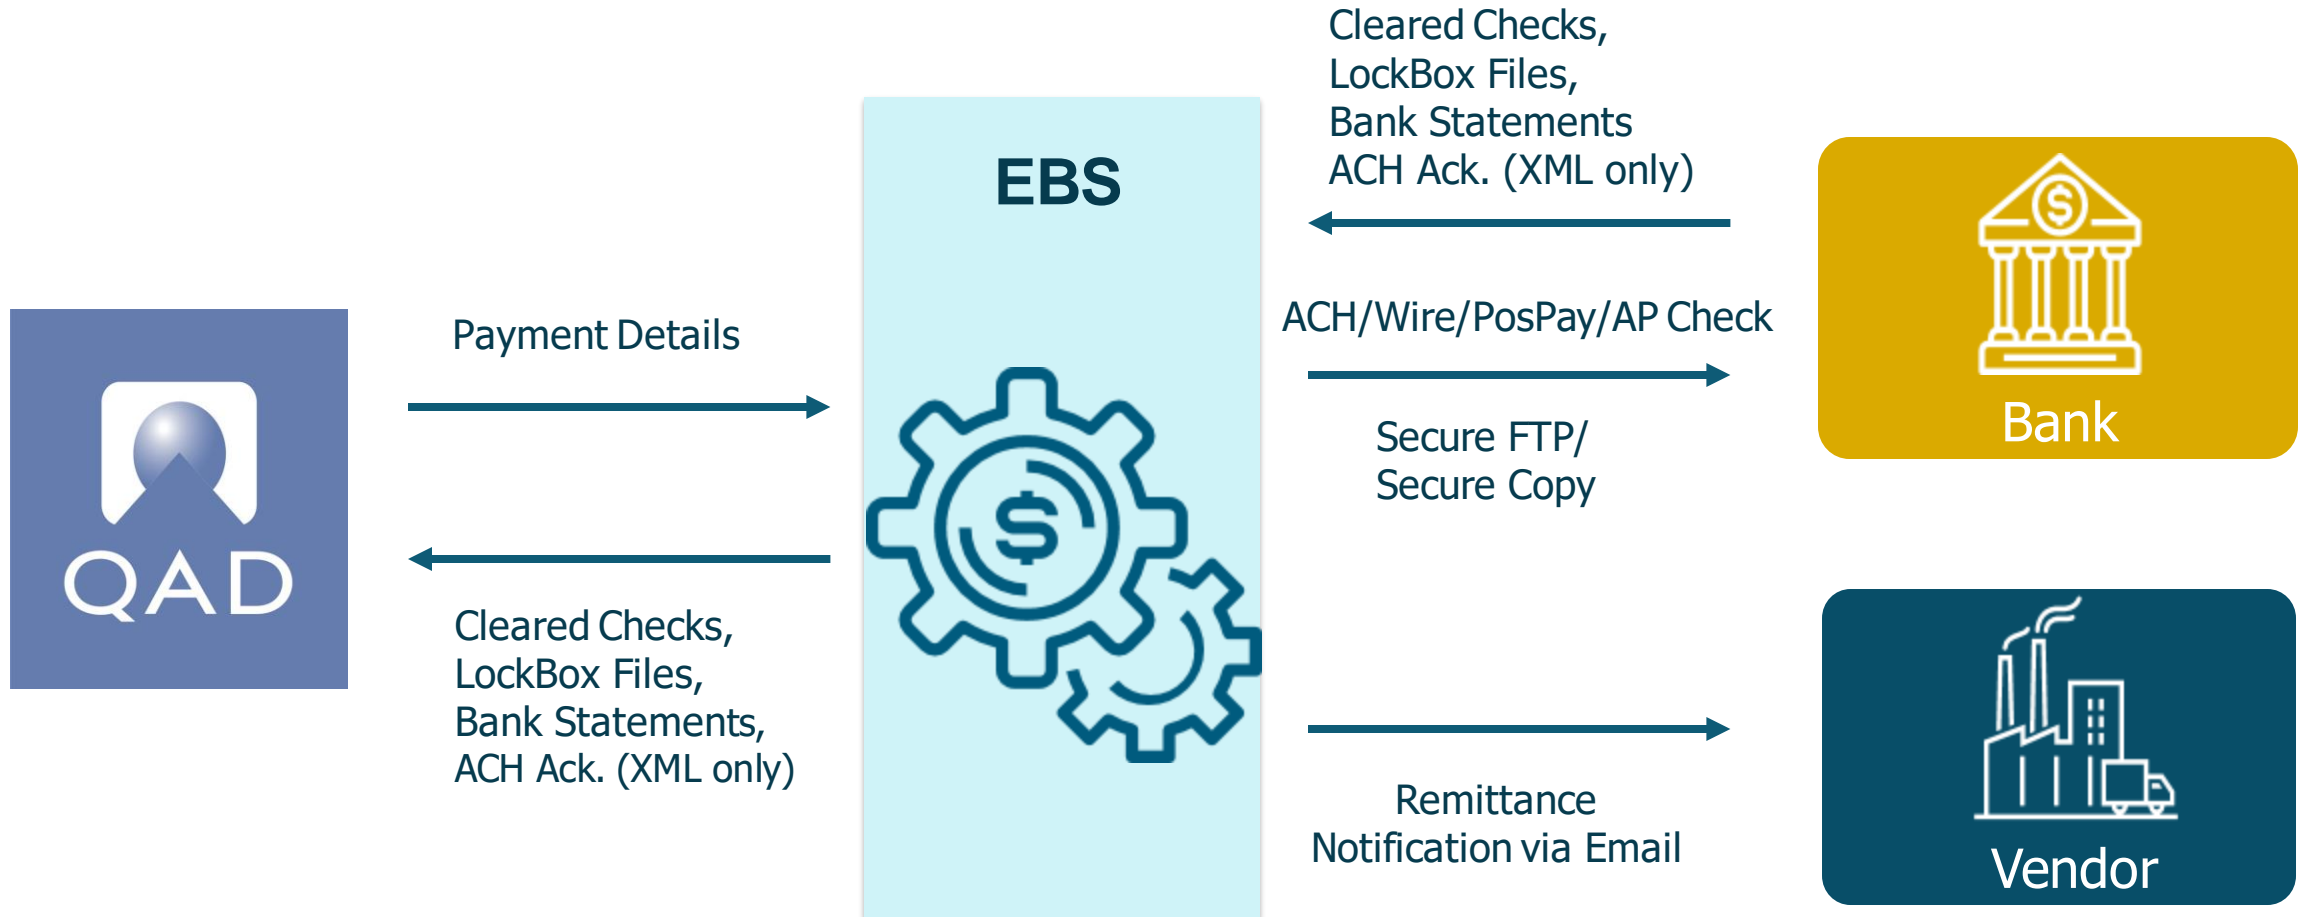 Cleared Checks,
LockBox Files,
Bank Statements
ACH Ack. (XML only)
EBS
ACH/Wire/PosPay/AP Check
Payment Details
Bank
Secure FTP/
Secure Copy
QAD
Cleared Checks,
LockBox Files,
Bank Statements,
ACH Ack. (XML only)
Remittance
Notification via Email
Vendor